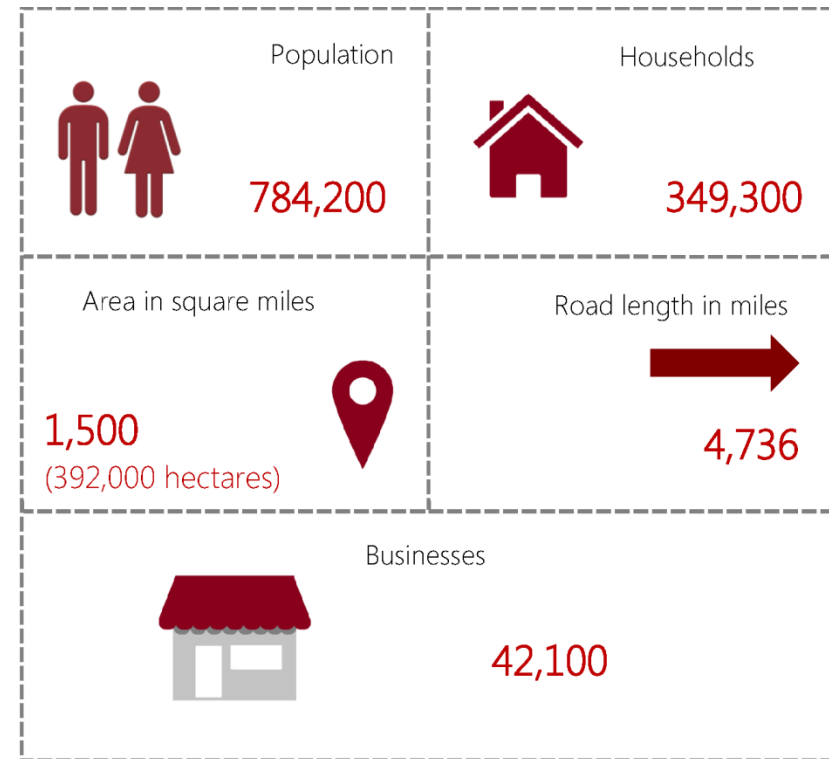 Population
784,200
Households
349,300
Area in square miles
1,500
(392,000 hectares)
Road length in miles
4,736
Businesses
42,100